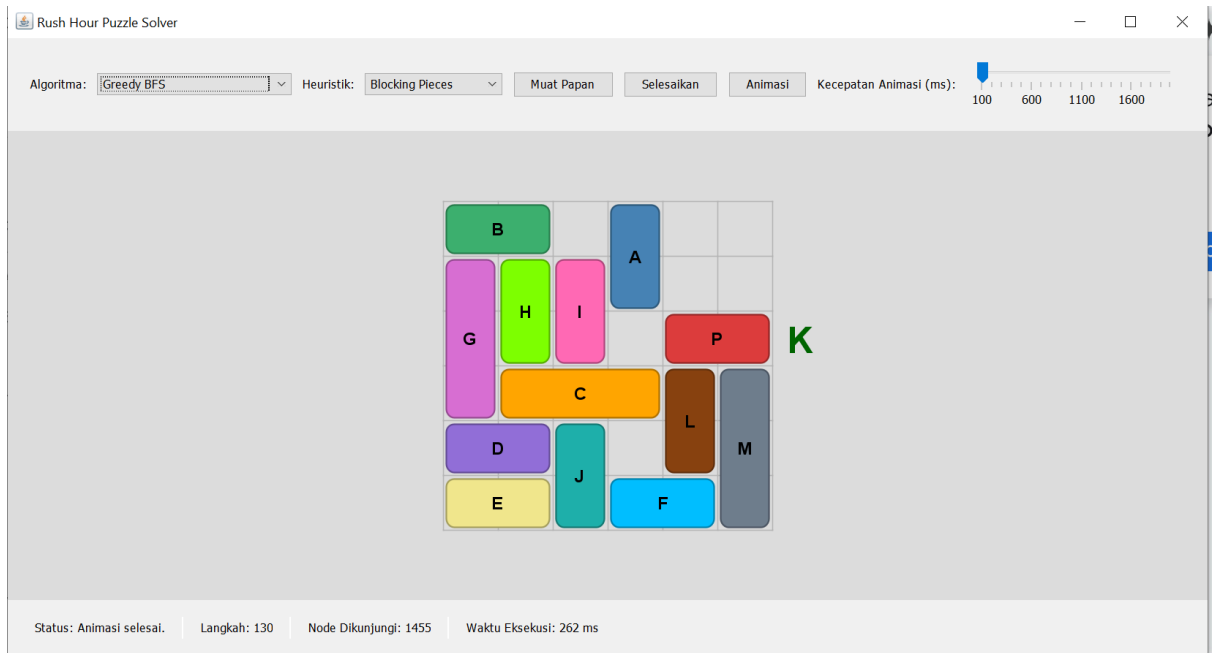 Rush Hour Puzzle Solver
Algoritma: Greedy BFS Heuristik: Blocking Pieces Muat Papan Selesaikan Animasi Kecepatan Animasi (ms):
100 600 1100 1600
B
A
H I
G P K
C
L
D M
J
E F
Status: Animasi selesai. Langkah: 130 Node Dikunjungi: 1455 Waktu Eksekusi: 262 ms